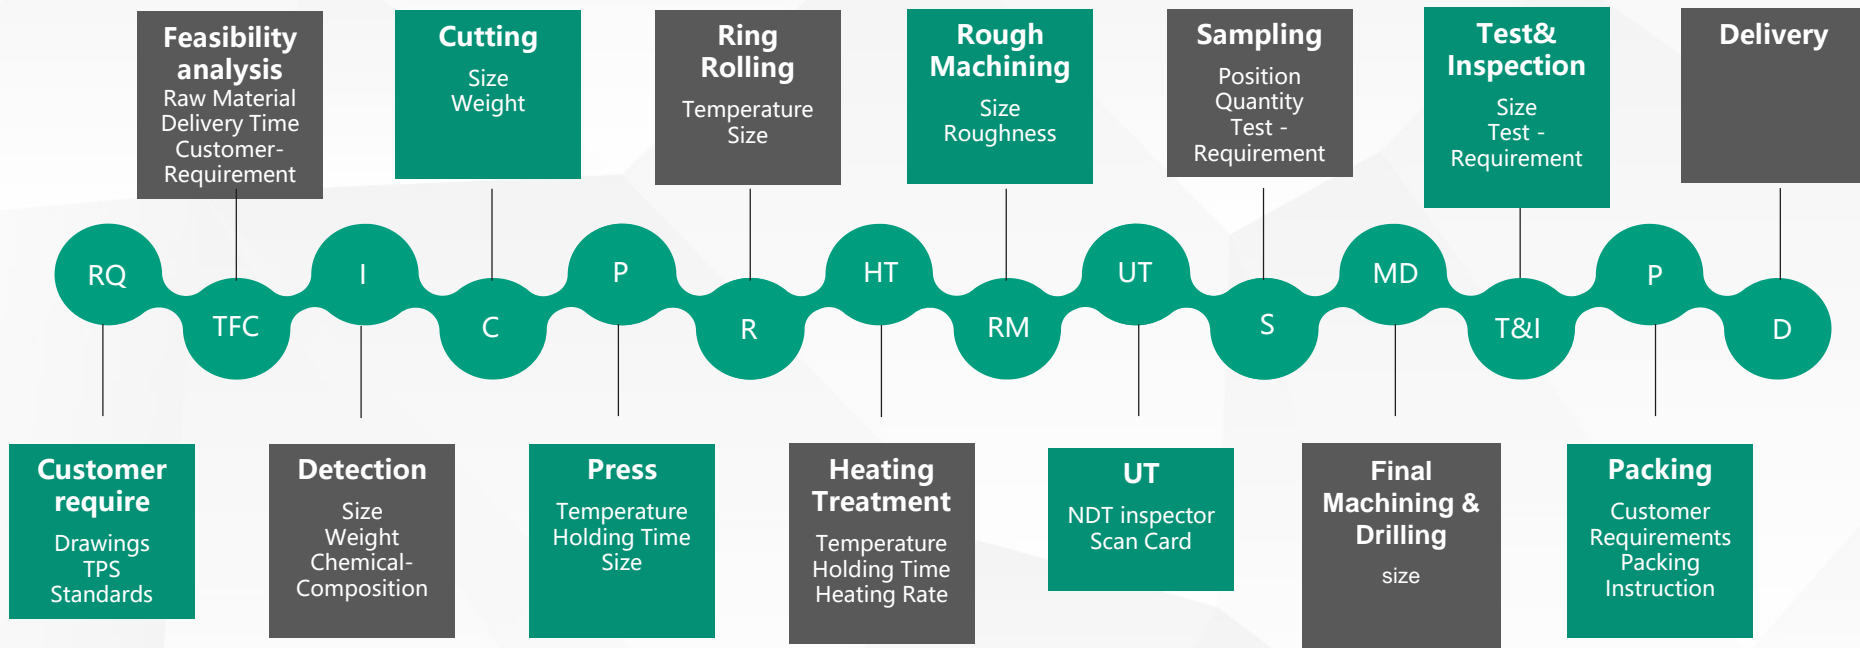 Feasibility
analysis
Raw Material
Delivery Time
Customer-
Requirement
Cutting
Size
Weight
Ring
Rolling
Temperature
Size
Rough
Machining
Size
Roughness
Sampling
Position
Quantity
Test -
Requirement
Test&
Inspection
Size
Test -
Requirement
Delivery
RQ
TFC
I
C
P
R
HT
RM
UT
S
MD
T&I
P
D
Customer
require
Drawings
TPS
Standards
Detection
Size
Weight
Chemical-
Composition
Press
Temperature
Holding Time
Size
Heating
Treatment
Temperature
Holding Time
Heating Rate
UT
NDT inspector
Scan Card
Final
Machining &
Drilling
size
Packing
Customer
Requirements
Packing
Instruction